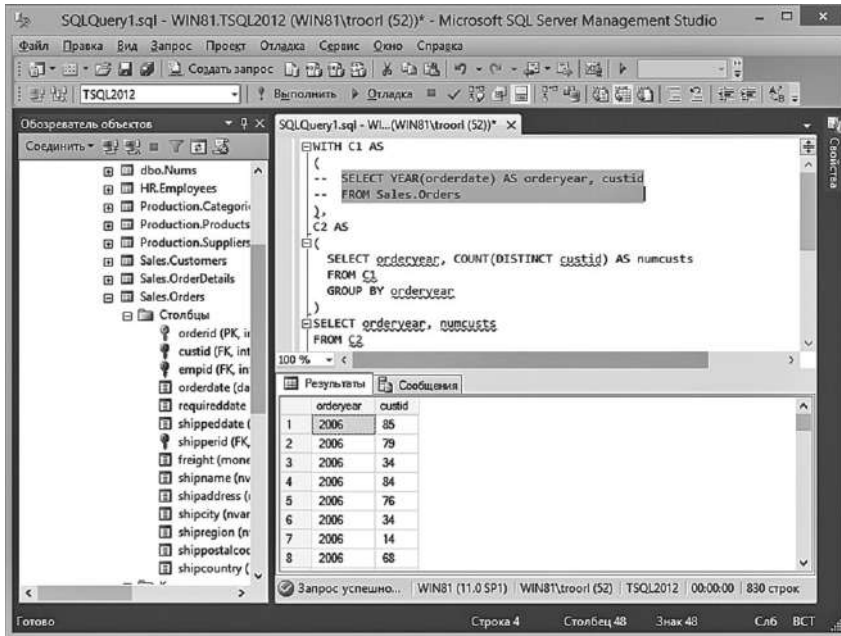 SQLQuery1.sql - WIN81.TSQL2012 (WIN81\troorl (52))* - Microsoft SQL Server Management Studio
Файл Правка Вид Запрос Проект Отладка Сервис Окно Справка
Создать запрос
TSQL2012
Выполнить Отладка
Обозреватель объектов
Соединить
dbo.Nums
HR.Employees
Production.Categori
Production.Products
Production.Suppliers
Sales.Customers
Sales.OrderDetails
Sales.Orders
Столбцы
orderid (PK, in
custid (FK, int
empid (FK, in
orderdate (da
requireddate
shippeddate (
shipperid (FK,
freight (mone
shipname (nv
shipaddress (
shipcity (nvar
shipregion (n
shippostalcod
shipcountry (
SQLQuery1.sql - WI...(WIN81\troorl (52))*
WITH C1 AS
(
-- SELECT YEAR(orderdate) AS orderyear, custid
-- FROM Sales.Orders
),
C2 AS
(
SELECT orderyear, COUNT(DISTINCT custid) AS numcusts
FROM C1
GROUP BY orderyear
)
SELECT orderyear, numcusts
FROM C2
100 %
Результаты Сообщения
orderyear custid
1 2006 85
2 2006 79
3 2006 34
4 2006 84
5 2006 76
6 2006 34
7 2006 14
8 2006 68
Запрос успешно... WIN81 (11.0 SP1) WIN81\troorl (52) TSQL2012 00:00:00 830 строк
Свойства
Готово Строка 4 Столбец 48 Знак 48 Слб ВСТ